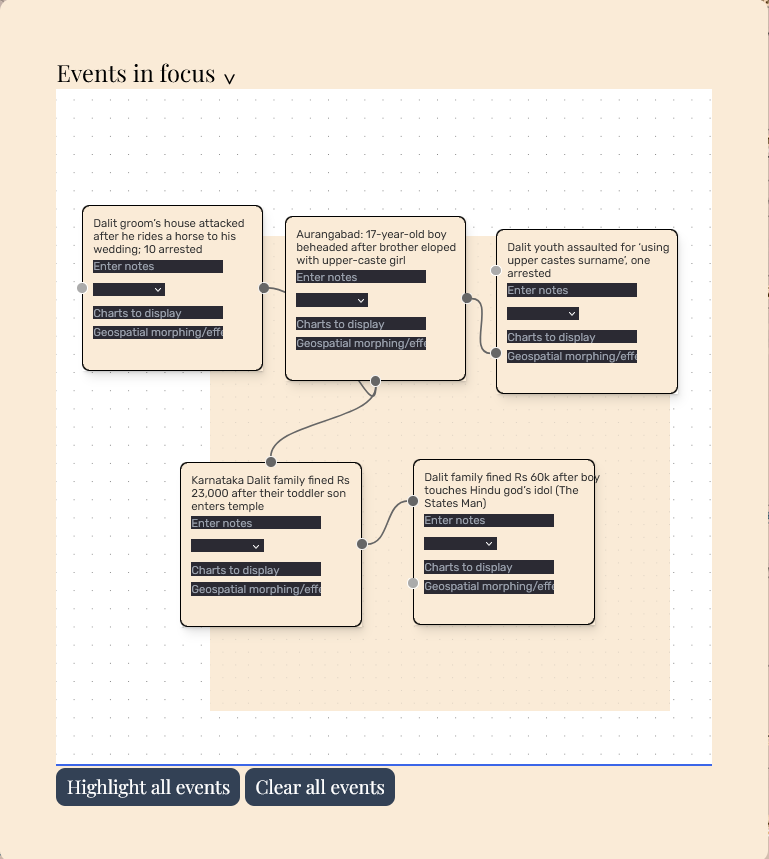 Events in focus
Dalit groom's house attacked
after he rides a horse to his
wedding; 10 arrested
Enter notes
Charts to display
Geospatial morphing/effe
Aurangabad: 17-year-old boy
beheaded after brother eloped
with upper-caste girl
Enter notes
Charts to display
Geospatial morphing/effe
Dalit youth assaulted for ‘using
upper castes surname’, one
arrested
Enter notes
Charts to display
Geospatial morphing/effe
Karnataka Dalit family fined Rs
23,000 after their toddler son
enters temple
Enter notes
Charts to display
Geospatial morphing/effe
Dalit family fined Rs 60k after boy
touches Hindu god’s idol (The
States Man)
Enter notes
Charts to display
Geospatial morphing/effe
Highlight all events
Clear all events